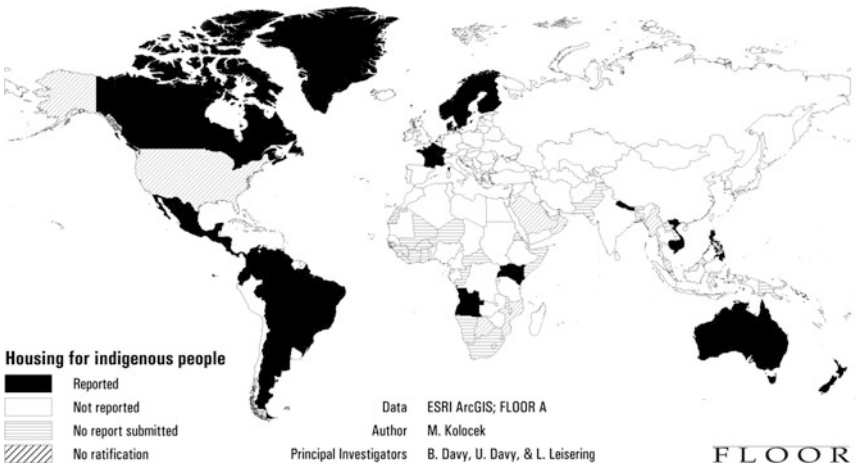 Housing for indigenous people
Reported
Not reported
No report submitted
No ratification
Data ESRI ArcGIS; FLOOR A
Author M. Kolocek
Principal Investigators B. Davy, U. Davy, & L. Leisering
FLOOR